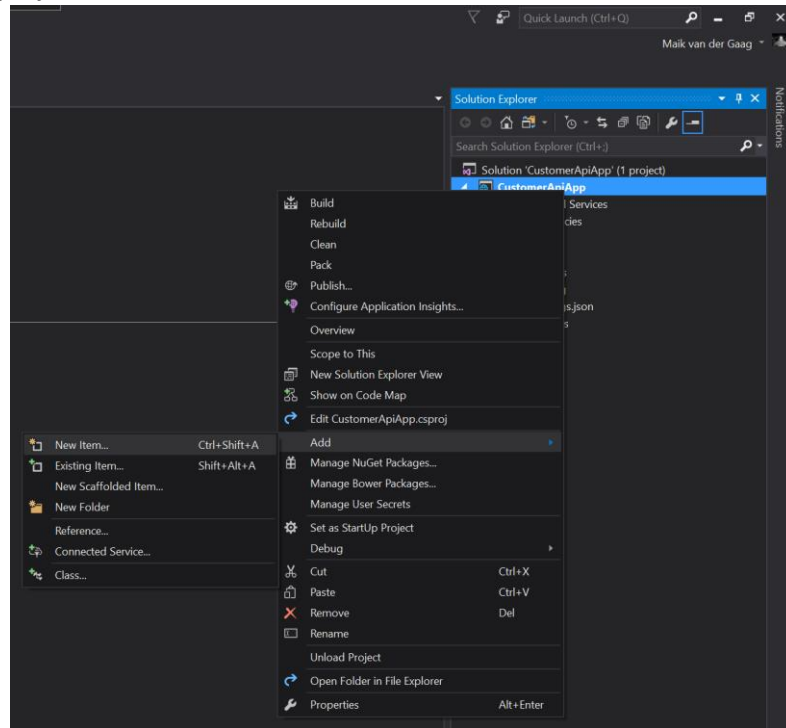 Quick Launch (Ctrl+Q)
Maik van der Gaag
Notifications
Solution Explorer
Search Solution Explorer (Ctrl+;)
Solution 'CustomerApiApp' (1 project)
CustomerApiApp
Services
cies
s.json
Build
Rebuild
Clean
Pack
Publish...
Configure Application Insights...
Overview
Scope to This
New Solution Explorer View
Show on Code Map
Edit CustomerApiApp.csproj
Add
Manage NuGet Packages...
Manage Bower Packages...
Manage User Secrets
Set as StartUp Project
Debug
Cut Ctrl+X
Paste Ctrl+V
Remove Del
Rename
Unload Project
Open Folder in File Explorer
Properties Alt+Enter
New Item... Ctrl+Shift+A
Existing Item... Shift+Alt+A
New Scaffolded Item...
New Folder
Reference...
Connected Service...
Class...